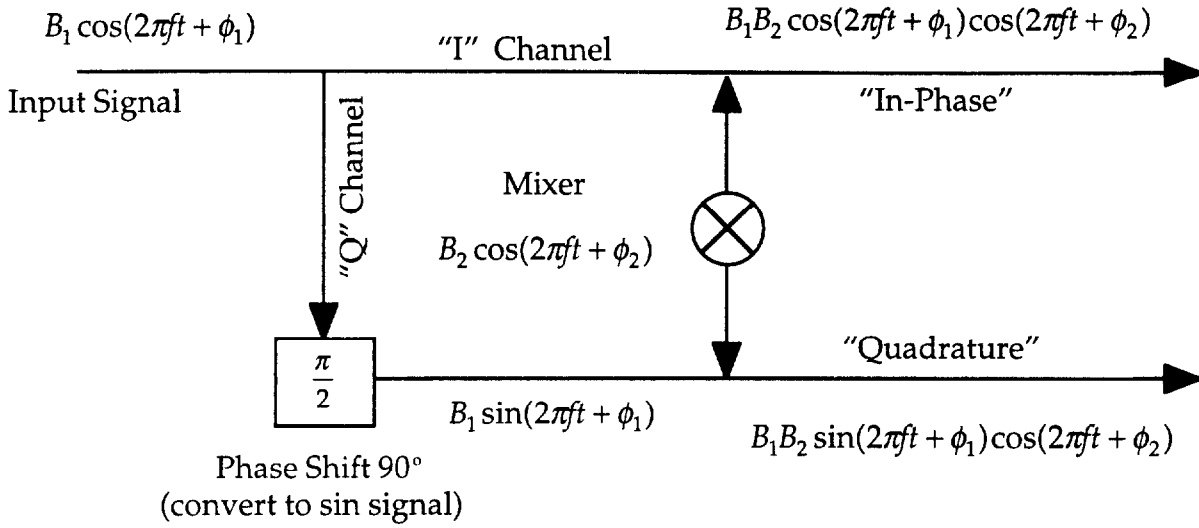 B₁ cos(2πft + ϕ₁)
"I" Channel
B₁B₂ cos(2πft + ϕ₁)cos(2πft + ϕ₂)
Input Signal
"In-Phase"
"Q" Channel
Mixer
B₂ cos(2πft + ϕ₂)
π
2
"Quadrature"
B₁ sin(2πft + ϕ₁)
B₁B₂ sin(2πft + ϕ₁)cos(2πft + ϕ₂)
Phase Shift 90°
(convert to sin signal)